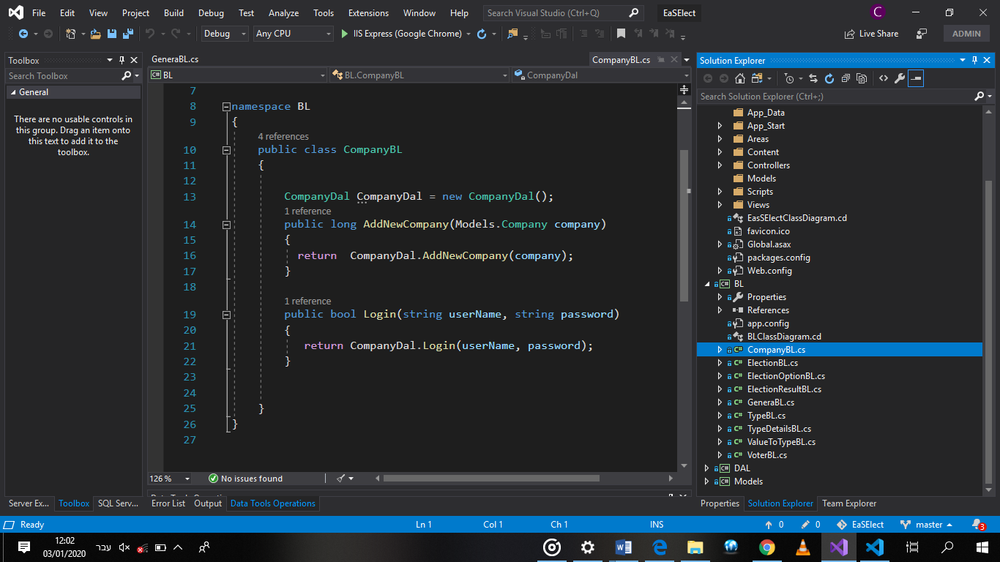 File Edit View Project Build Debug Test Analyze Tools Extensions Window Help Search Visual Studio (Ctrl+Q) EaSElect C
Debug Any CPU IIS Express (Google Chrome) Live Share ADMIN
Toolbox
Search Toolbox
General
There are no usable controls in
this group. Drag an item onto
this text to add it to the
toolbox.
Server Ex... Toolbox SQL Serv...
GeneraBL.cs CompanyBL.cs
BL BL.CompanyBL CompanyDal
7
8 namespace BL
9 {
4 references
10 public class CompanyBL
11 {
12
13 CompanyDal CompanyDal = new CompanyDal();
1 reference
14 public long AddNewCompany(Models.Company company)
15 {
16 return  CompanyDal.AddNewCompany(company);
17 }
18
1 reference
19 public bool Login(string userName, string password)
20 {
21 return CompanyDal.Login(userName, password);
22 }
23
24
25 }
26 }
27
126 % No issues found
Error List Output Data Tools Operations
Solution Explorer
Search Solution Explorer (Ctrl+;)
App_Data
App_Start
Areas
Content
Controllers
Models
Scripts
Views
EasSElectClassDiagram.cd
favicon.ico
Global.asax
packages.config
Web.config
C# BL
Properties
References
app.config
BLClassDiagram.cd
C# CompanyBL.cs
C# ElectionBL.cs
C# ElectionOptionBL.cs
C# ElectionResultBL.cs
C# GeneraBL.cs
C# TypeBL.cs
C# TypeDetailsBL.cs
C# ValueToTypeBL.cs
C# VoterBL.cs
C# DAL
C# Models
Properties Solution Explorer Team Explorer
Ready Ln 1 Col 1 Ch 1 INS 0 0 EaSElect master 3
12:02
03/01/2020
עבר